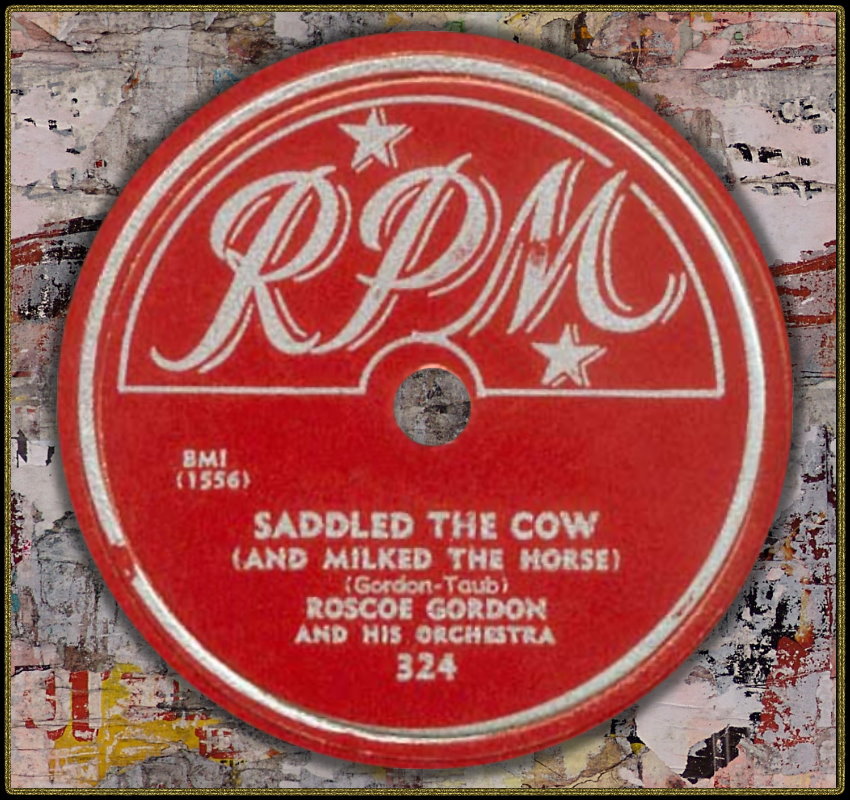 RPM
BMI
(1556)
SADDLED THE COW
(AND MILKED THE HORSE)
(Gordon-Taub)
ROSCOE GORDON
AND HIS ORCHESTRA
324